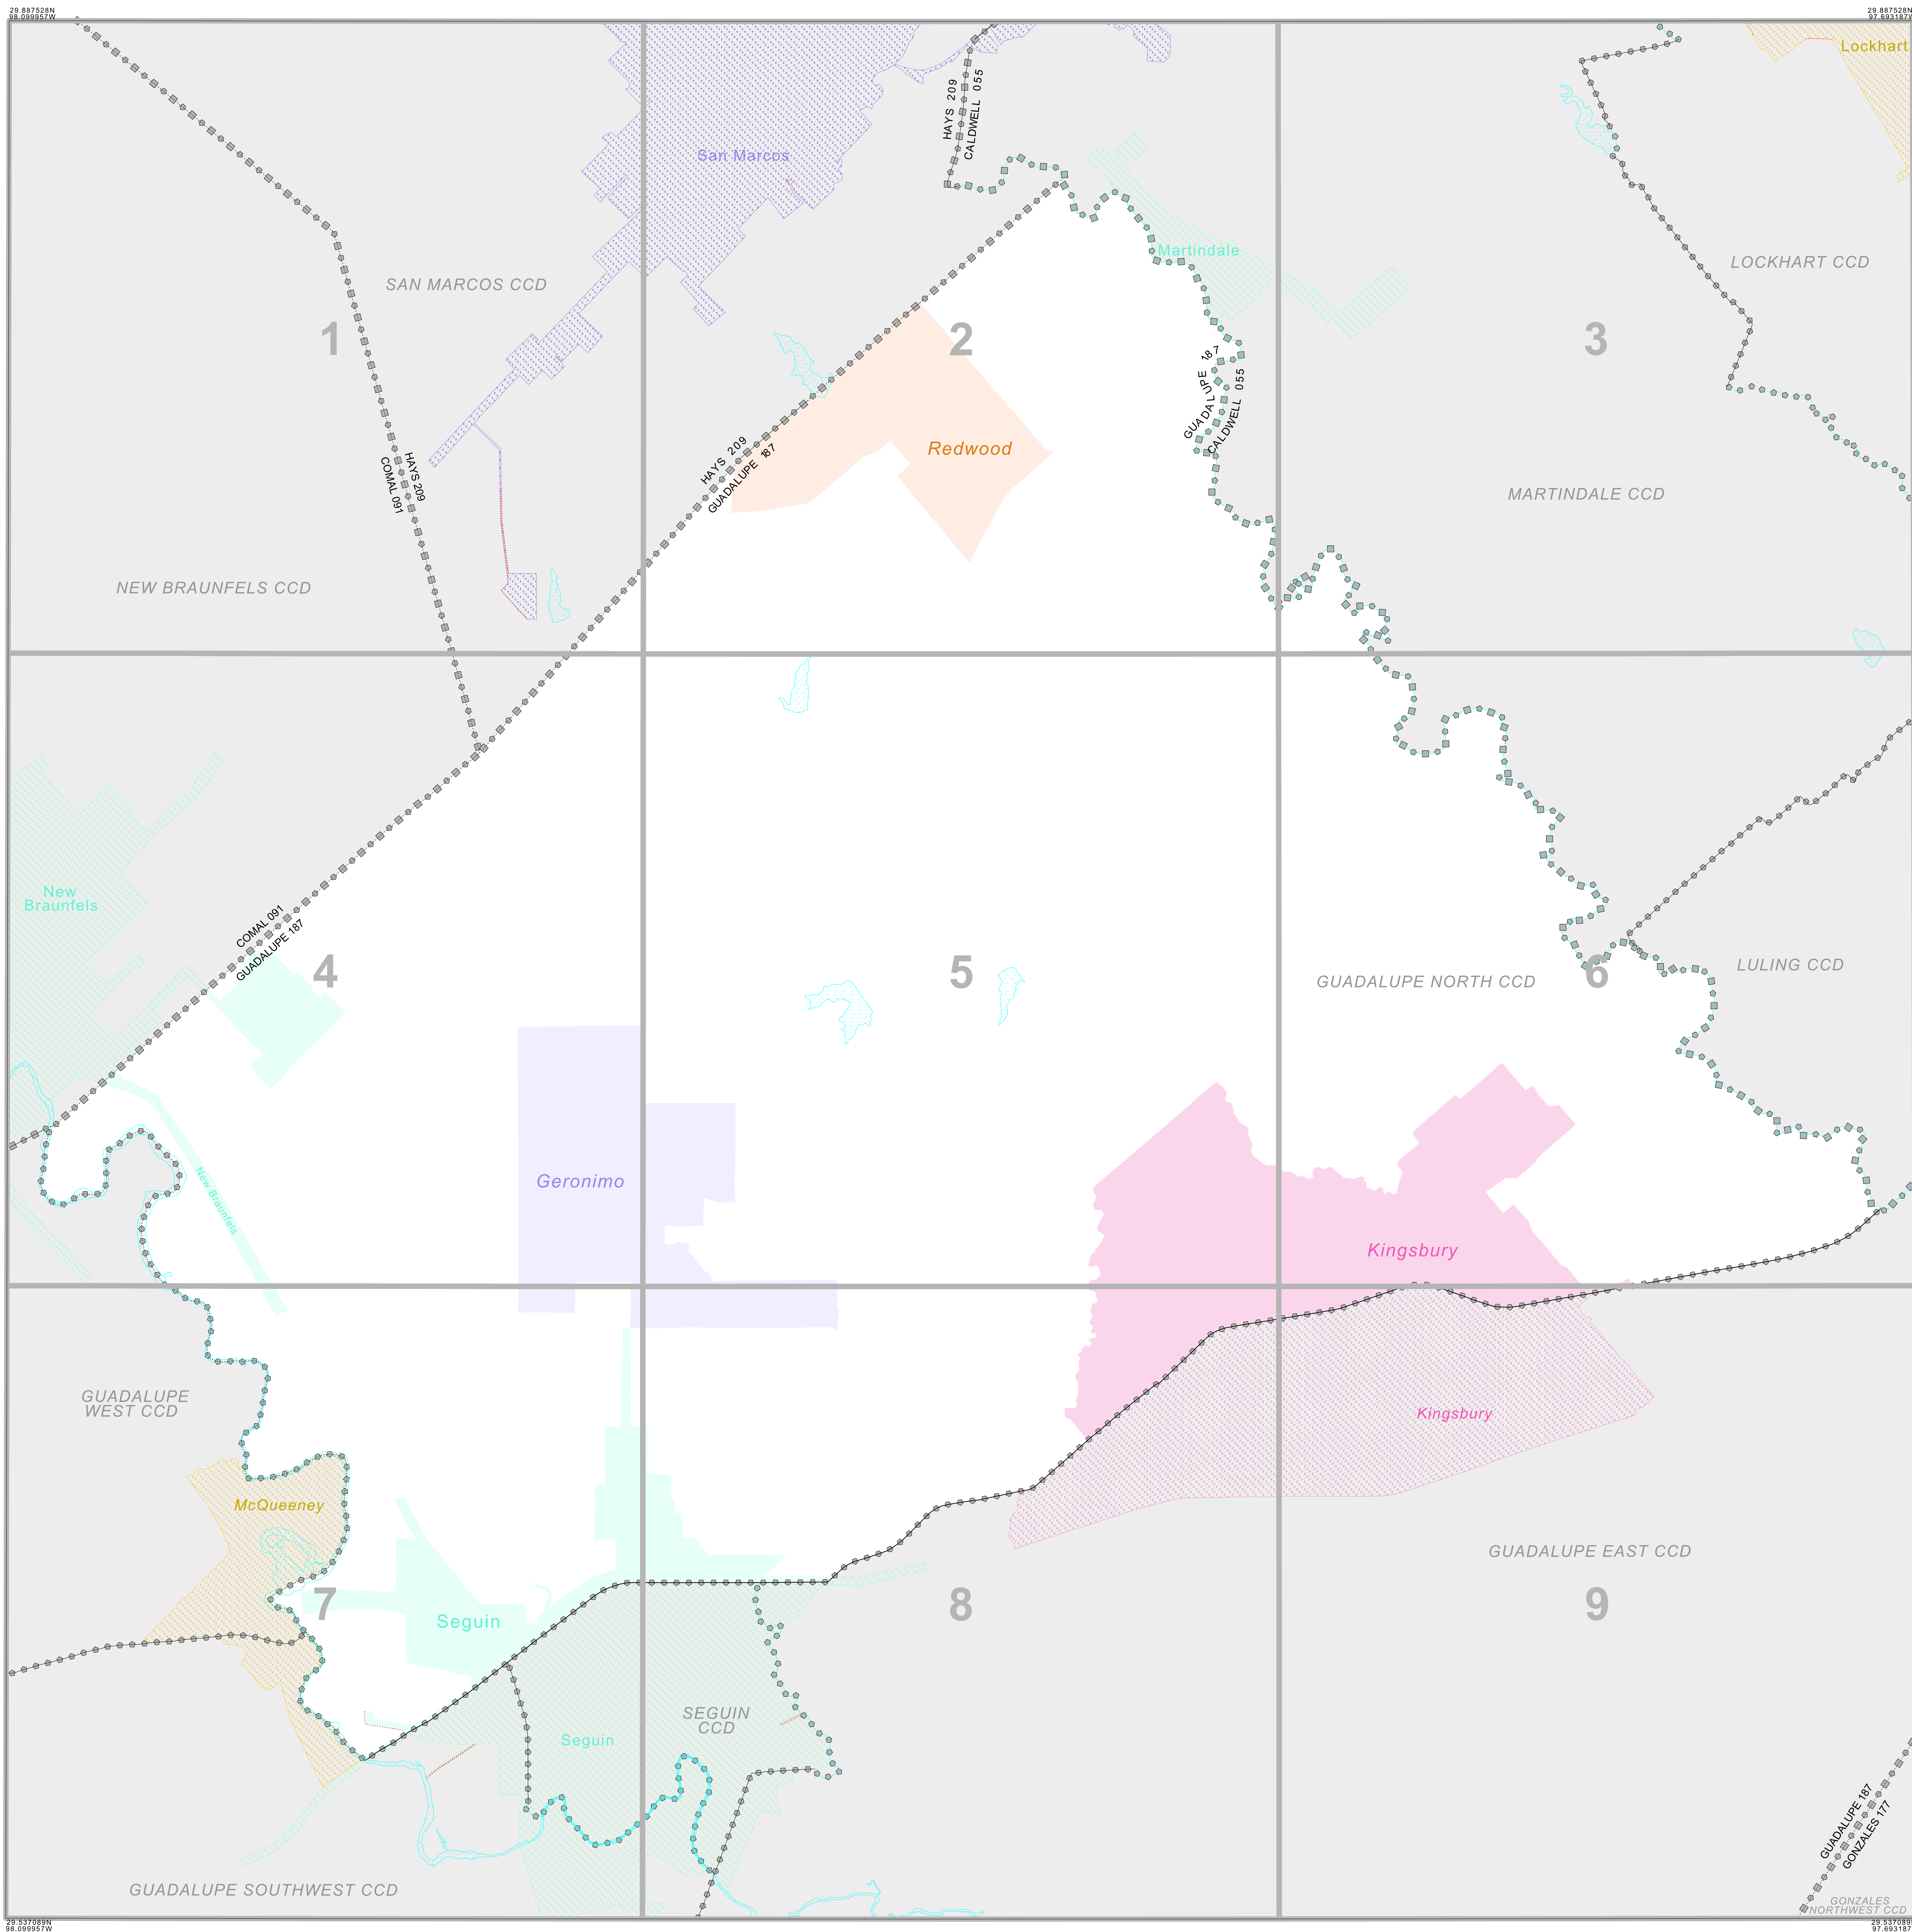 29.887528N
98.099957W
29.887528N
97.693187W
Lockhart
HAYS 209
CALDWELL 055
San Marcos
Martindale
LOCKHART CCD
SAN MARCOS CCD
1
2
3
GUADALUPE 187
CALDWELL 055
Redwood
HAYS 209
GUADALUPE 187
HAYS 209
COMAL 091
MARTINDALE CCD
NEW BRAUNFELS CCD
New
Braunfels
COMAL 091
GUADALUPE 187
4
5
GUADALUPE NORTH CCD
6
LULING CCD
New Braunfels
Geronimo
Kingsbury
GUADALUPE
WEST CCD
Kingsbury
McQueeney
GUADALUPE EAST CCD
7
Seguin
8
9
SEGUIN
CCD
Seguin
GUADALUPE 187
GONZALES 177
GUADALUPE SOUTHWEST CCD
GONZALES
NORTHWEST CCD
29.537089N
98.099957W
29.537089N
97.693187W